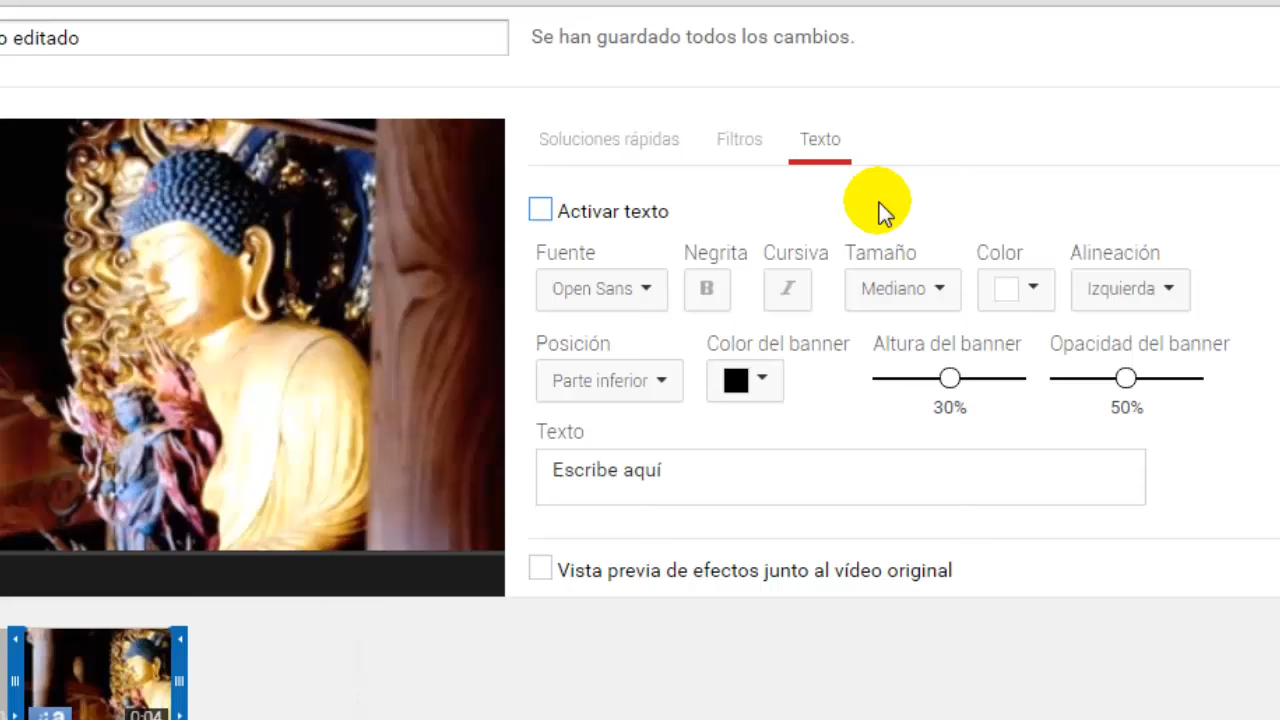 o editado
Se han guardado todos los cambios.
Soluciones rápidas Filtros Texto
Activar texto
Fuente Negrita Cursiva Tamaño Color Alineación
Open Sans B I Mediano Izquierda
Posición Color del banner Altura del banner Opacidad del banner
Parte inferior
30% 50%
Texto
Escribe aquí
Vista previa de efectos junto al vídeo original
0:04